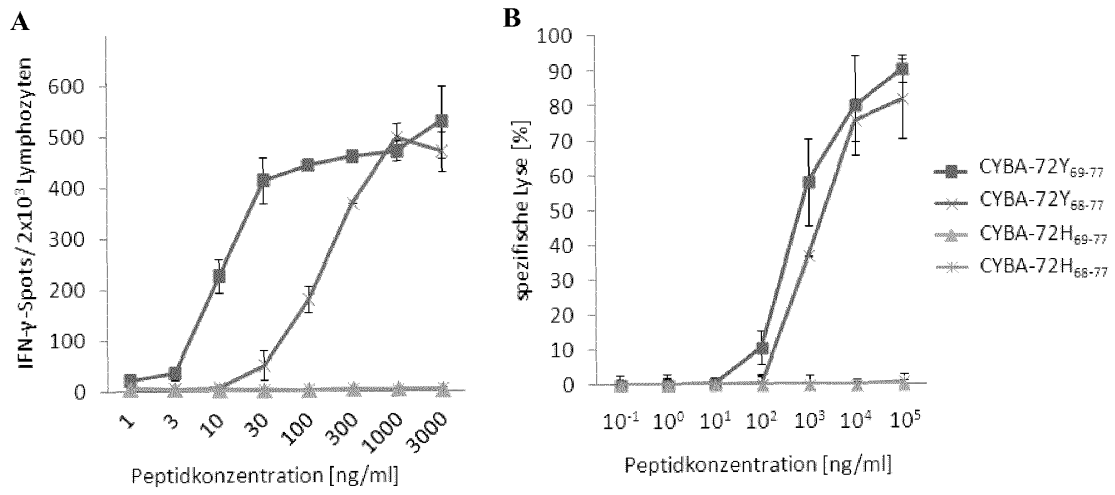 A
IFN-γ-Spots/2x10³ Lymphozyten
600
500
400
300
200
100
0
1 3 10 30 100 300 1000 3000
Peptidkonzentration [ng/ml]
B
spezifische Lyse [%]
100
90
80
70
60
50
40
30
20
10
0
10⁻¹ 10⁰ 10¹ 10² 10³ 10⁴ 10⁵
Peptidkonzentration [ng/ml]
CYBA-72Y₆₉₋₇₇
CYBA-72Y₆₈₋₇₇
CYBA-72H₆₉₋₇₇
CYBA-72H₆₈₋₇₇